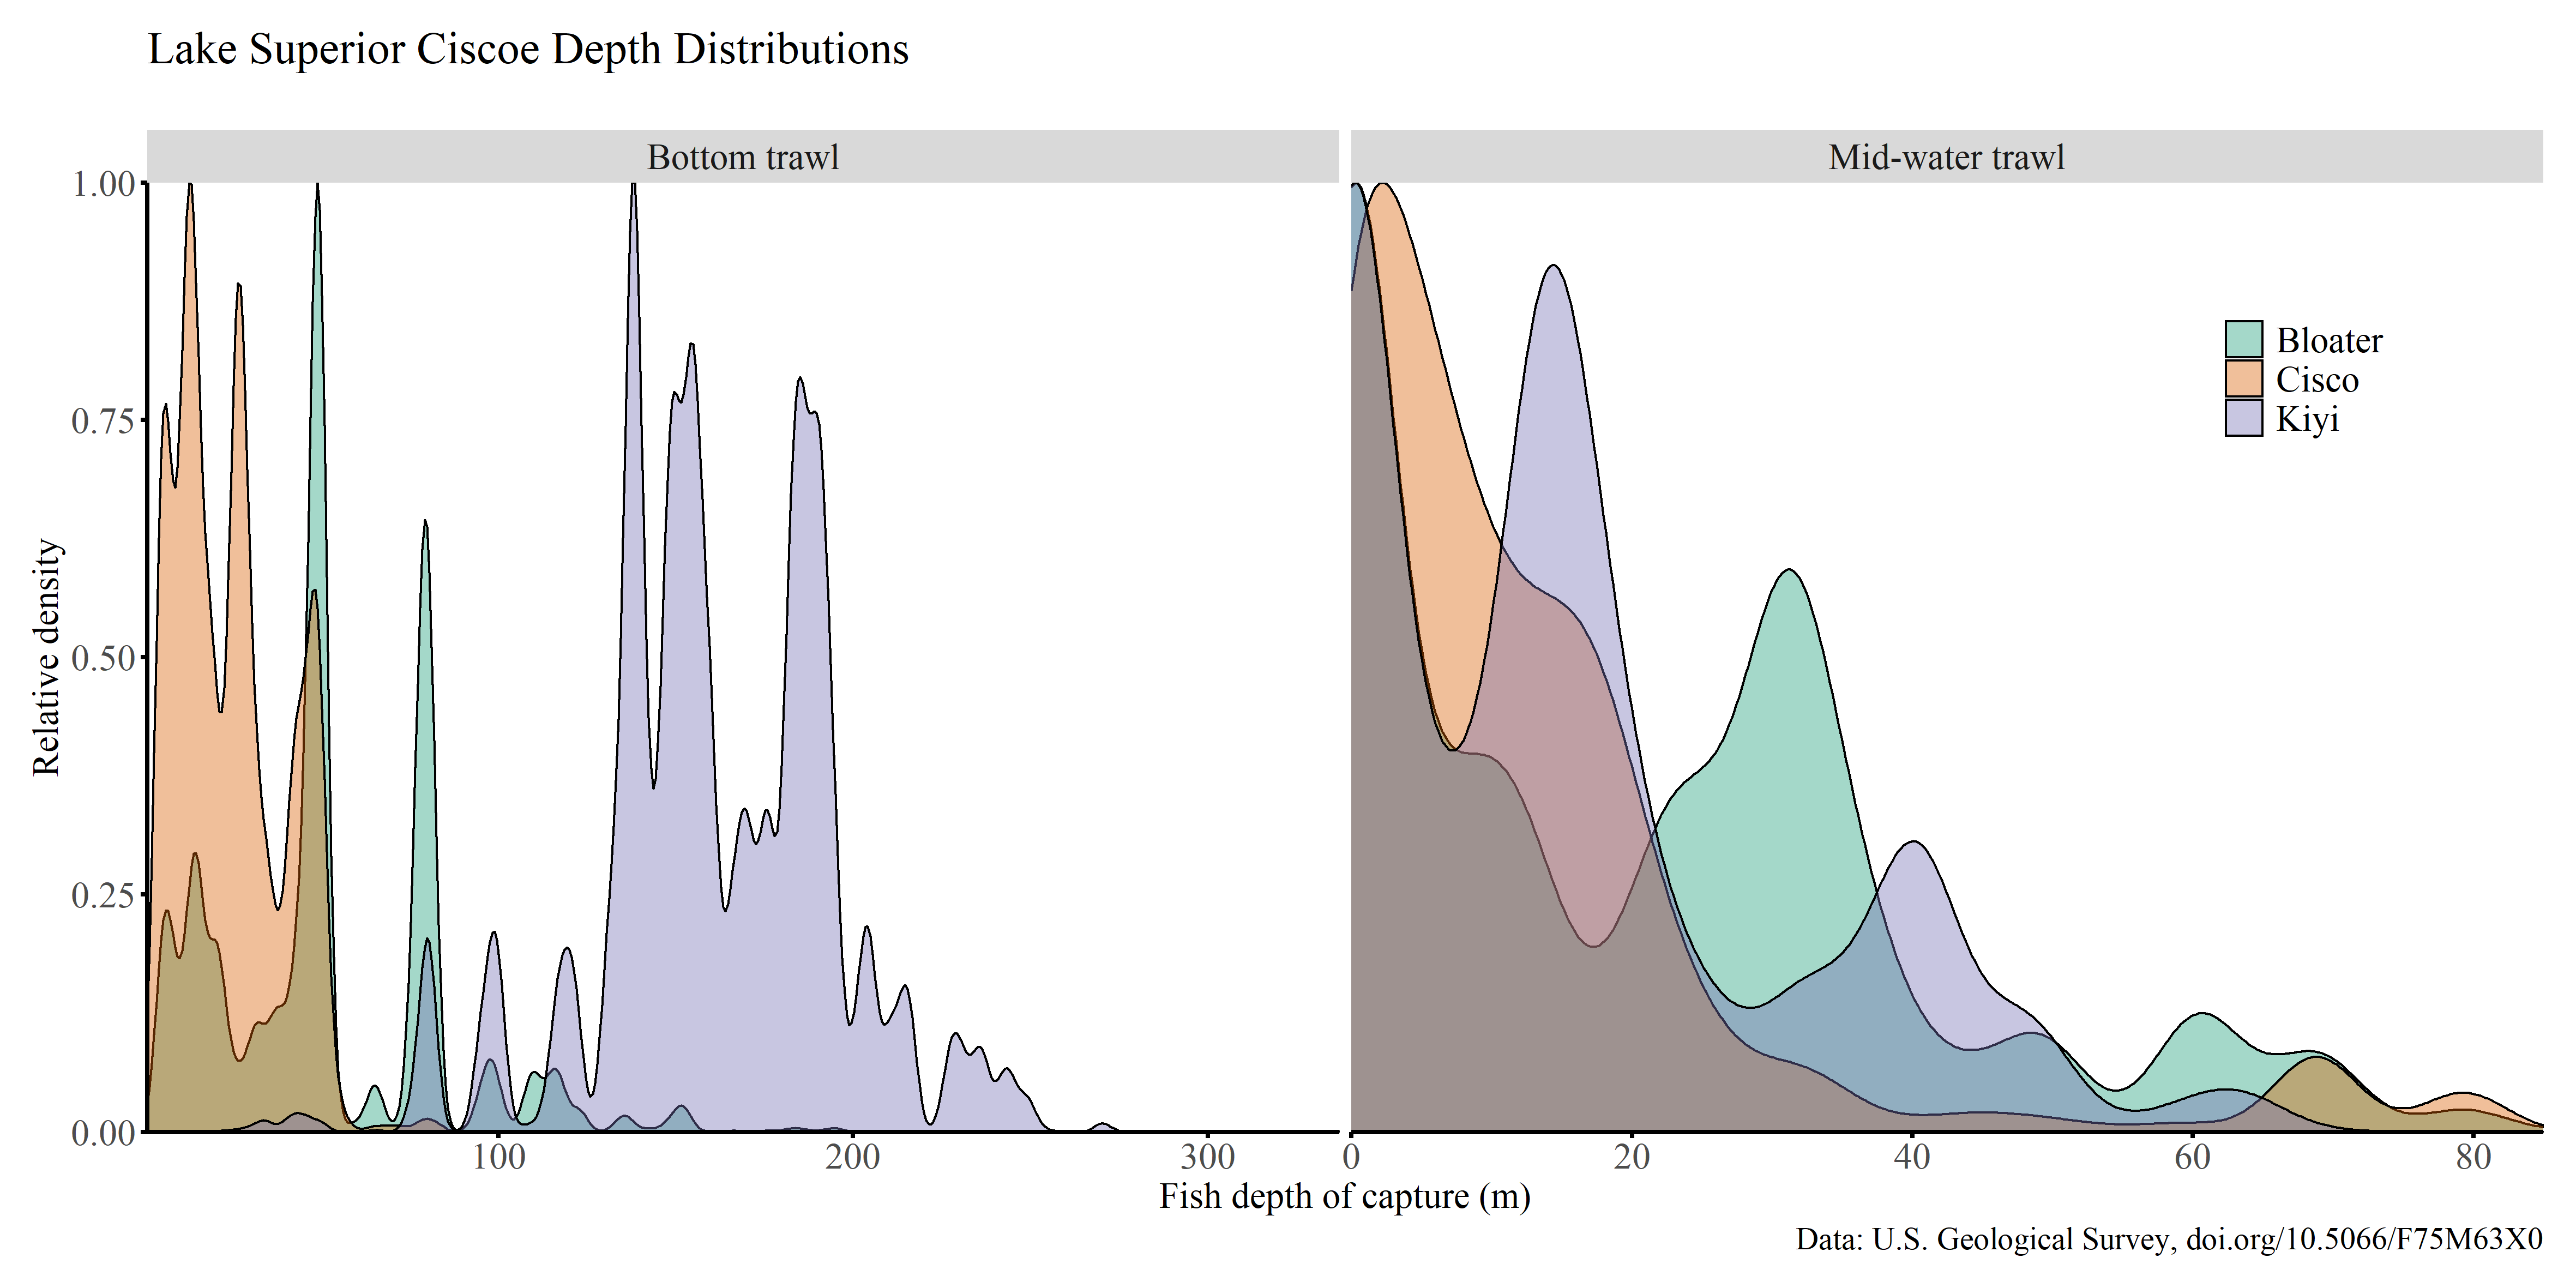 Lake Superior Ciscoe Depth Distributions
Bottom trawl
Mid-water trawl
1.00
0.75
0.50
0.25
0.00
Relative density
Bloater
Cisco
Kiyi
100
200
300
0
20
40
60
80
Fish depth of capture (m)
Data: U.S. Geological Survey, doi.org/10.5066/F75M63X0